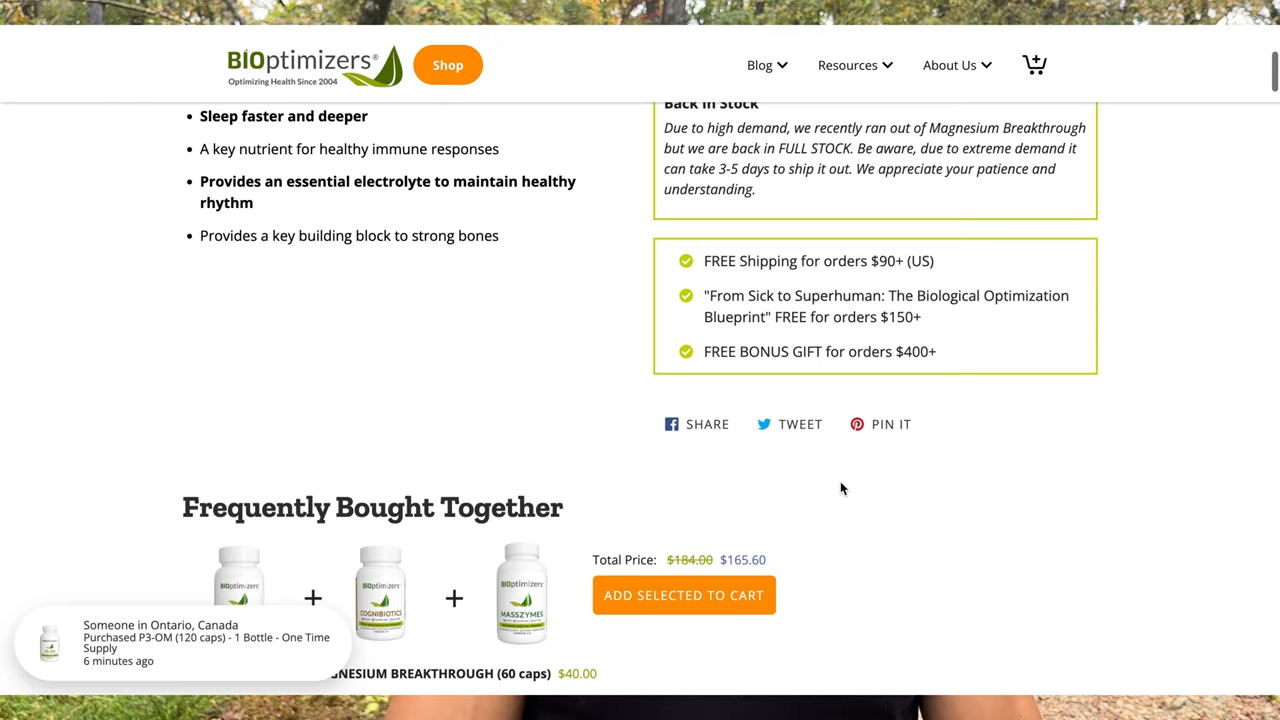 BIOptimizers®
Optimizing Health Since 2004
Shop
Blog
Resources
About Us
Sleep faster and deeper
A key nutrient for healthy immune responses
Provides an essential electrolyte to maintain healthy
rhythm
Provides a key building block to strong bones
Back In Stock
Due to high demand, we recently ran out of Magnesium Breakthrough
but we are back in FULL STOCK. Be aware, due to extreme demand it
can take 3-5 days to ship it out. We appreciate your patience and
understanding.
FREE Shipping for orders $90+ (US)
"From Sick to Superhuman: The Biological Optimization
Blueprint" FREE for orders $150+
FREE BONUS GIFT for orders $400+
SHARE
TWEET
PIN IT
Frequently Bought Together
BIOptimizers
+
BIOptimizers
COGNIBIOTICS
+
BIOptimizers
MASSZYMES
Total Price: $184.00 $165.60
ADD SELECTED TO CART
Someone in Ontario, Canada
Purchased P3-OM (120 caps) - 1 Bottle - One Time
Supply
6 minutes ago
GNESIUM BREAKTHROUGH (60 caps) $40.00